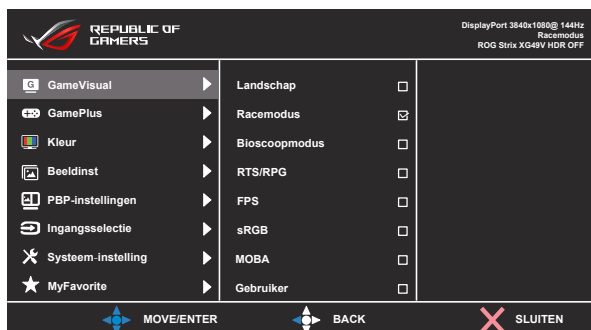 REPUBLIC OF
GAMERS
DisplayPort 3840x1080@ 144Hz
Racemodus
ROG Strix XG49V HDR OFF
G GameVisual
GamePlus
Kleur
Beeldinst
PBP-instellingen
Ingangsselectie
Systeem-instelling
MyFavorite
Landschap
Racemodus
Bioscoopmodus
RTS/RPG
FPS
sRGB
MOBA
Gebruiker
MOVE/ENTER
BACK
SLUITEN